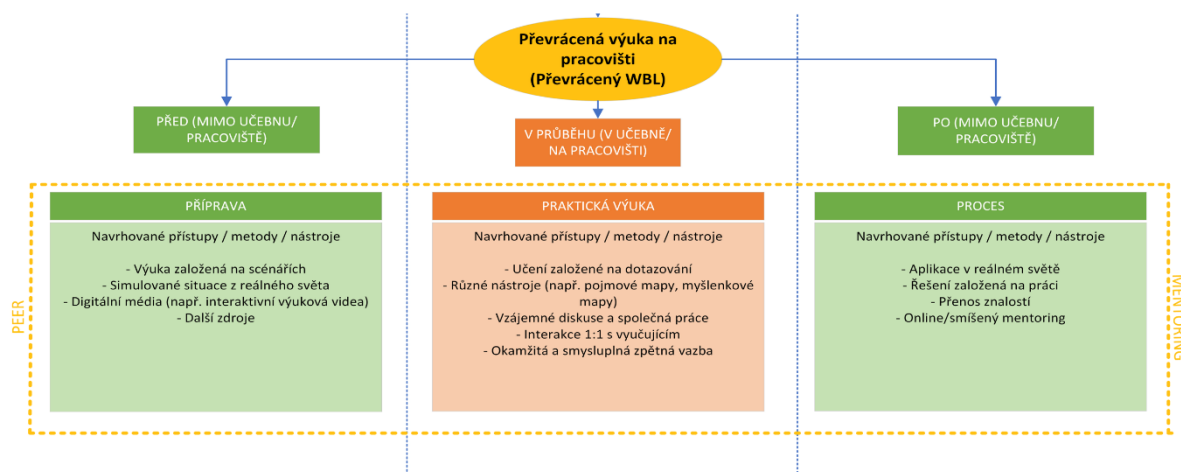 Převrácená výuka na
pracovišti
(Převrácený WBL)
PŘED (MIMO UČEBNU/
PRACOVIŠTĚ)
V PRŮBĚHU (V UČEBNĚ/
NA PRACOVIŠTI)
PO (MIMO UČEBNU/
PRACOVIŠTĚ)
PEER
PŘÍPRAVA
Navrhované přístupy / metody / nástroje
- Výuka založená na scénářích
- Simulované situace z reálného světa
- Digitální média (např. interaktivní výuková videa)
- Další zdroje
PRAKTICKÁ VÝUKA
Navrhované přístupy / metody / nástroje
- Učení založené na dotazování
- Různé nástroje (např. pojmové mapy, myšlenkové
mapy)
- Vzájemné diskuse a společná práce
- Interakce 1:1 s vyučujícím
- Okamžitá a smysluplná zpětná vazba
PROCES
Navrhované přístupy / metody / nástroje
- Aplikace v reálném světě
- Řešení založená na práci
- Přenos znalostí
- Online/smíšený mentoring
MENTORING